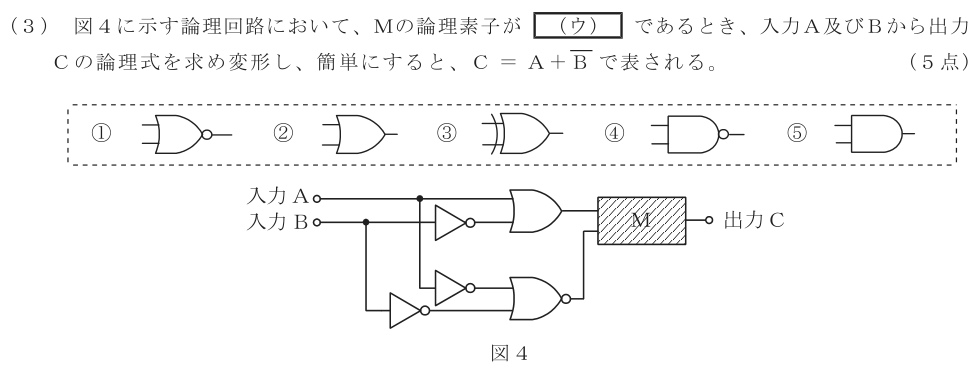 （３） 図４に示す論理回路において、Ｍの論理素子が （ウ） であるとき、入力Ａ及びＢから出力
Ｃの論理式を求め変形し、簡単にすると、Ｃ ＝ Ａ＋B̅ で表される。 （５点）
① ② ③ ④ ⑤
入力Ａ
入力Ｂ
Ｍ
出力Ｃ
図４